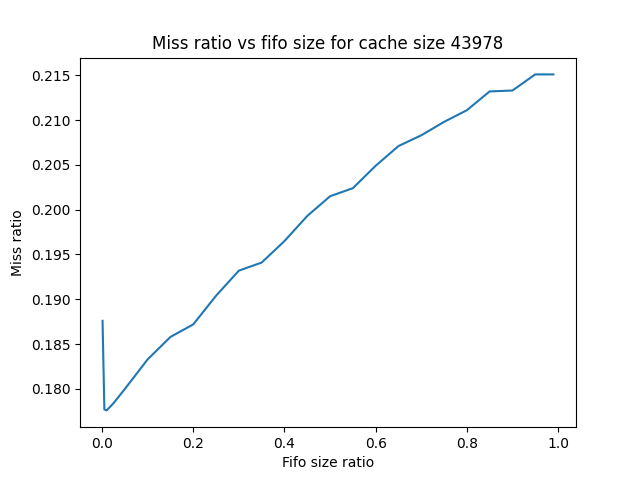 Miss ratio vs fifo size for cache size 43978
0.215
0.210
0.205
0.200
0.195
0.190
0.185
0.180
Miss ratio
0.0 0.2 0.4 0.6 0.8 1.0
Fifo size ratio